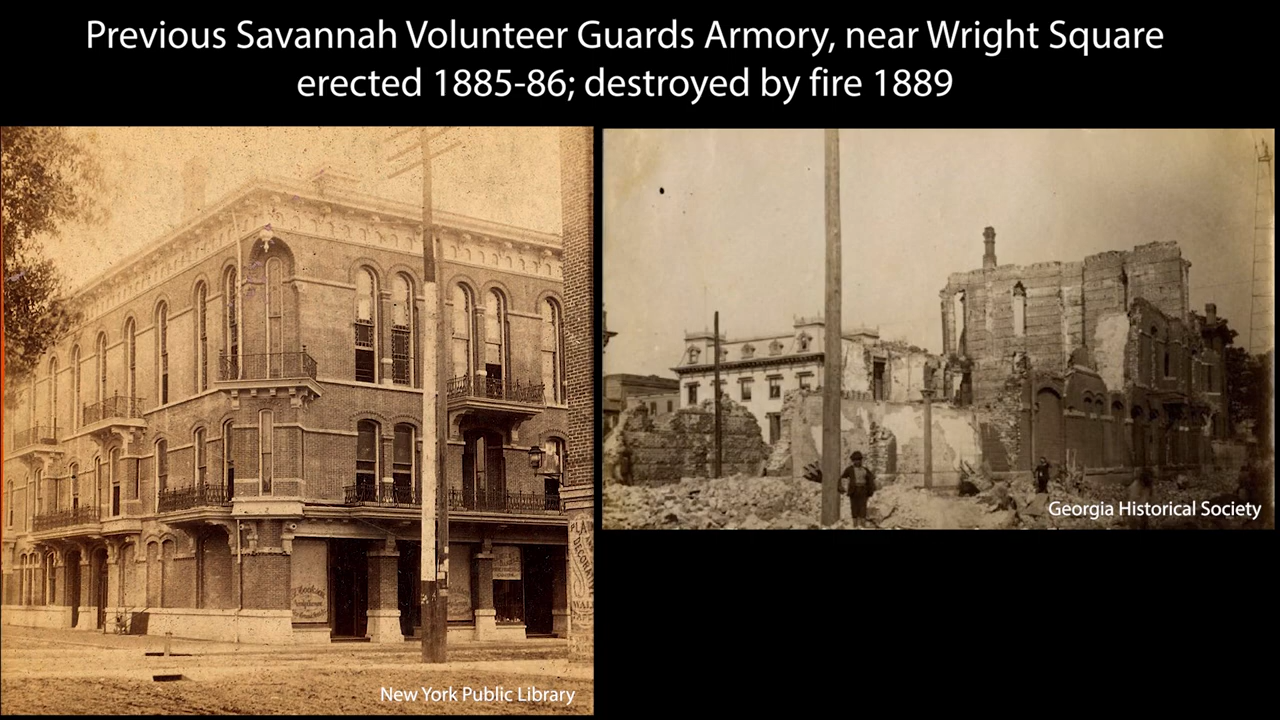 Previous Savannah Volunteer Guards Armory, near Wright Square
erected 1885-86; destroyed by fire 1889
New York Public Library
Georgia Historical Society